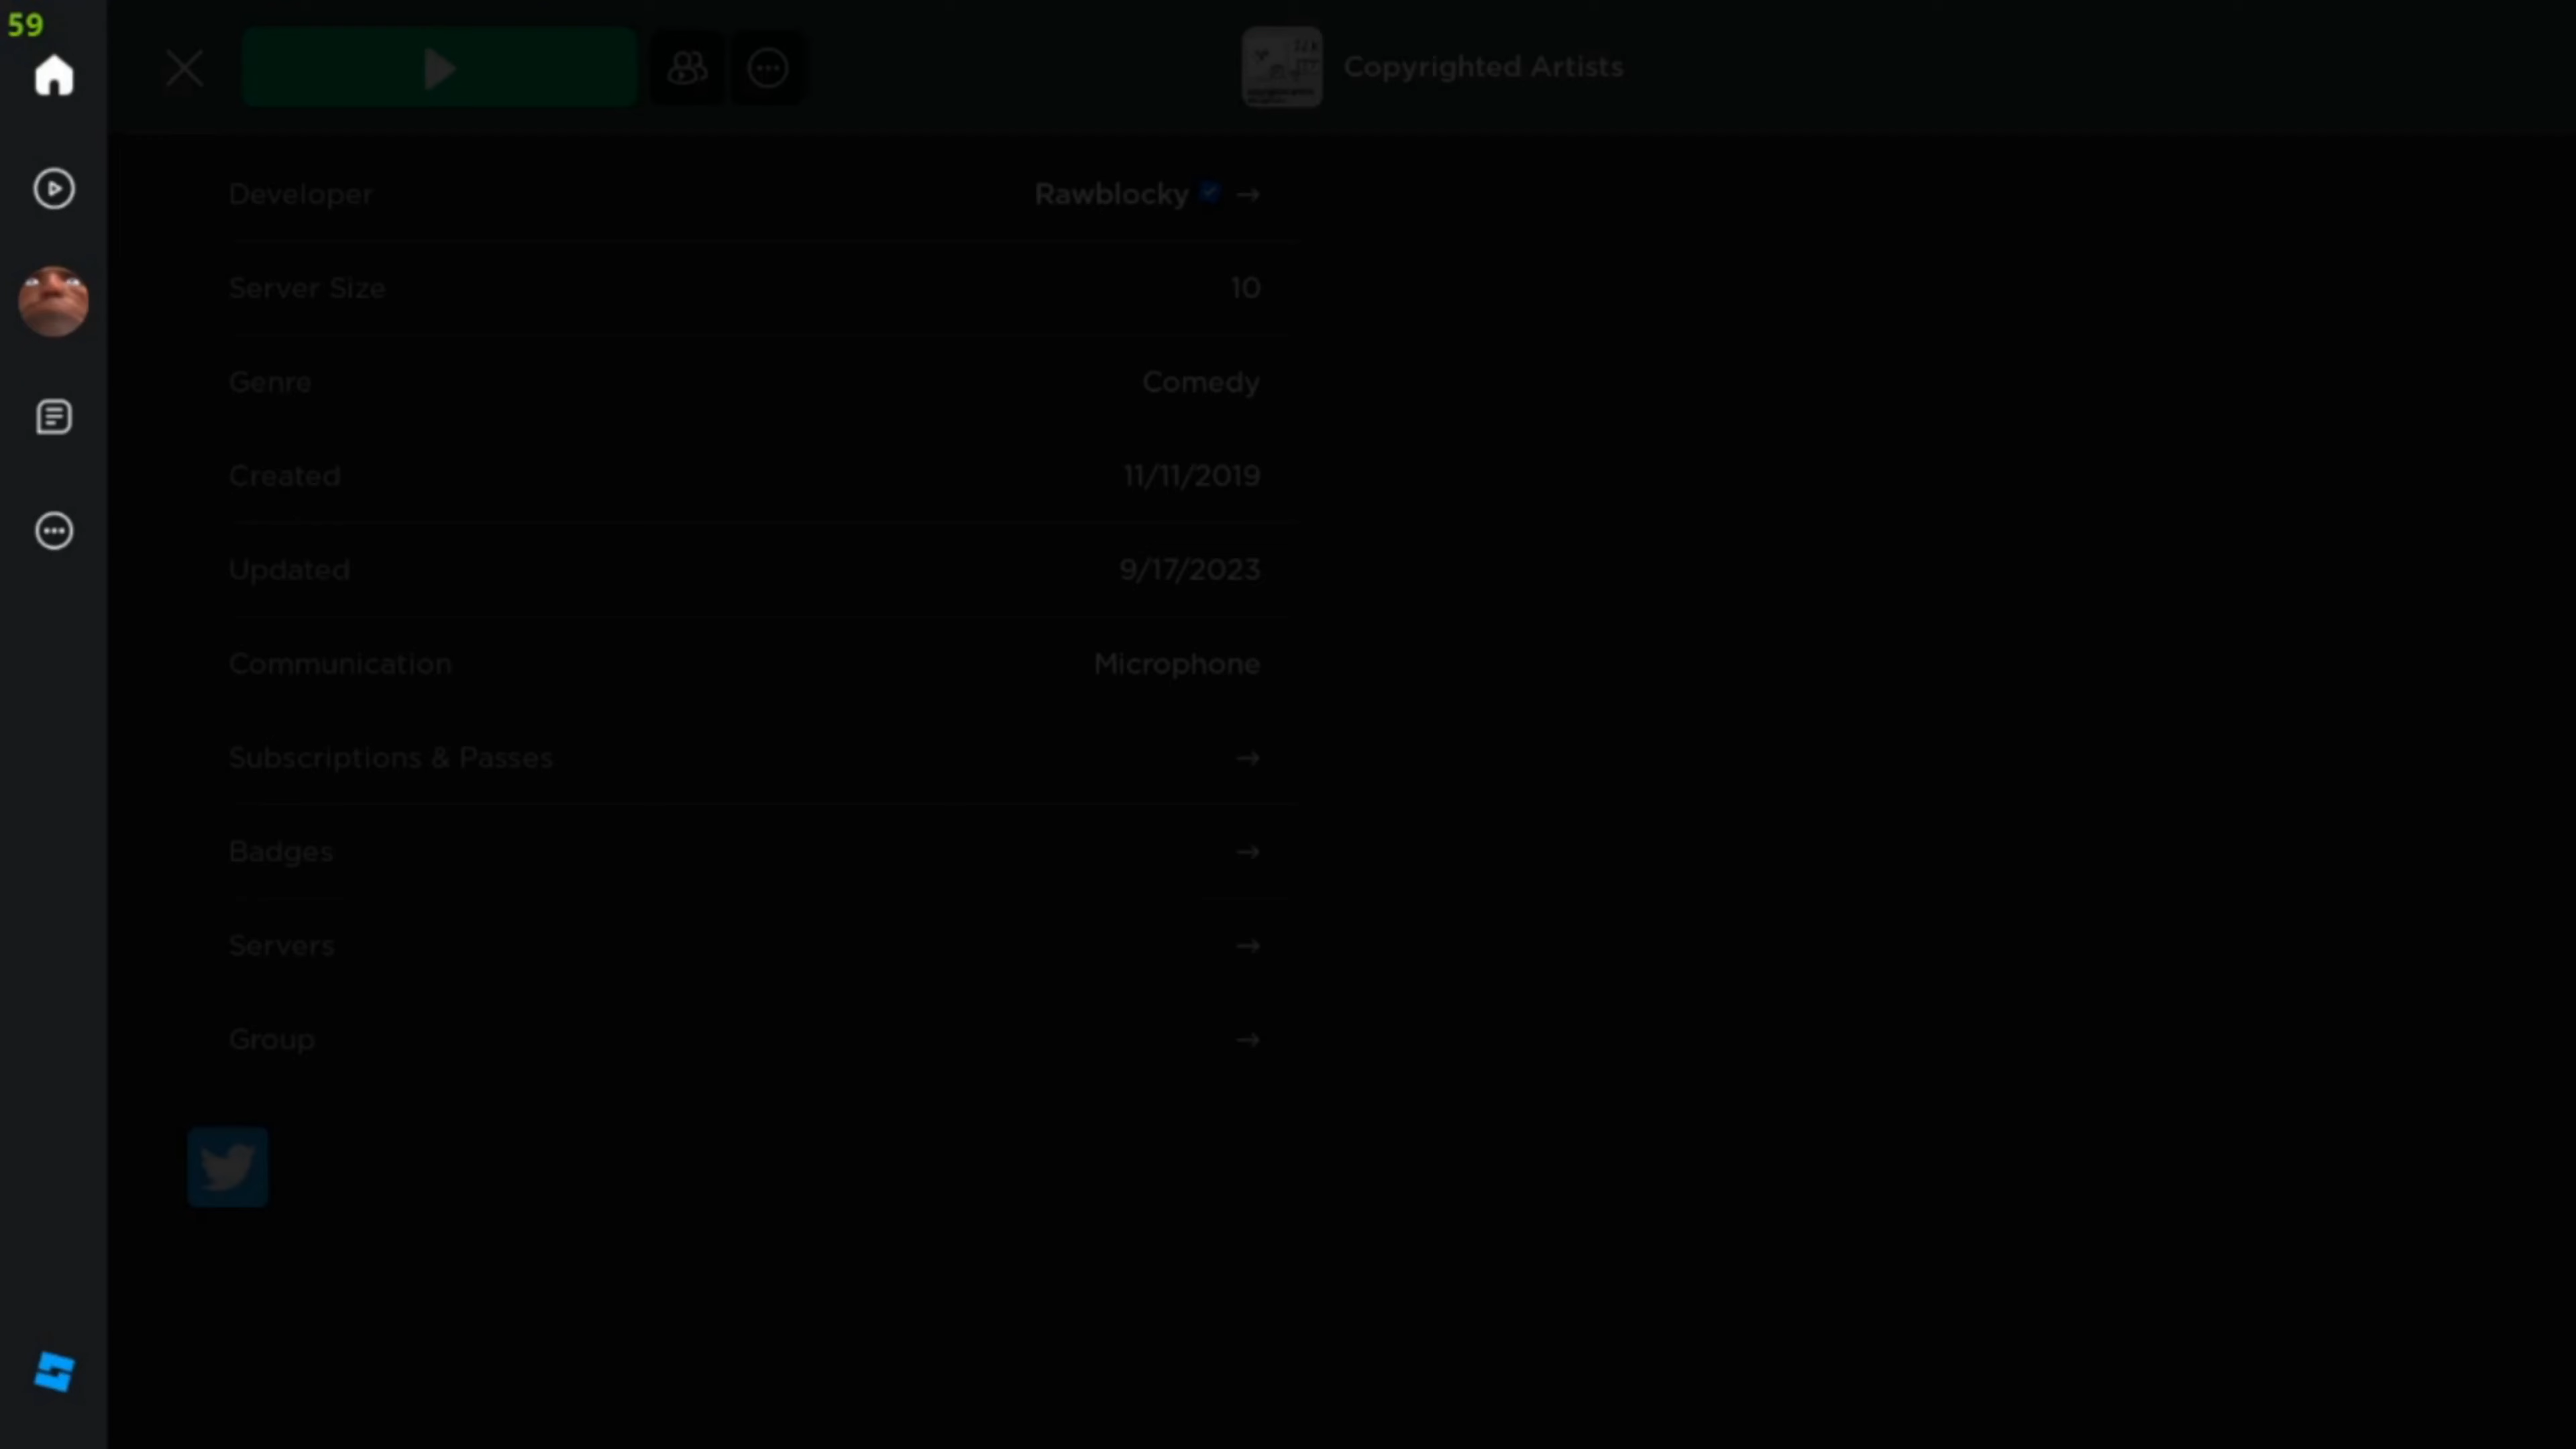 59
Copyrighted Artists
Developer Rawblocky
Server Size 10
Genre Comedy
Created 11/11/2019
Updated 9/17/2023
Communication Microphone
Subscriptions & Passes
Badges
Servers
Group